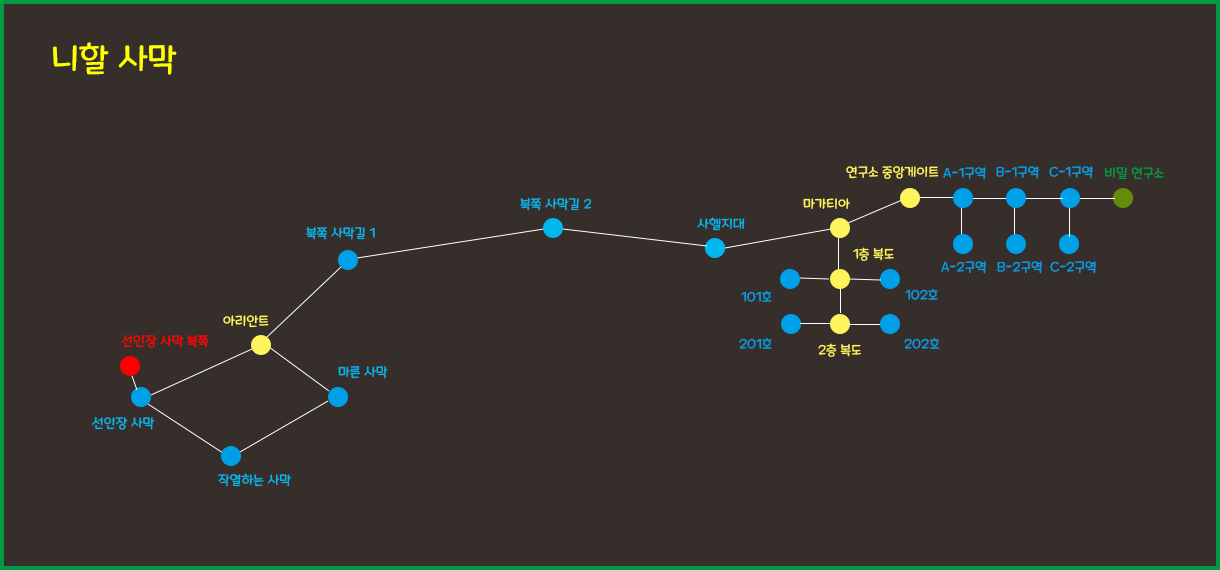 니할 사막
연구소 중앙게이트
A-1구역
B-1구역
C-1구역
비밀 연구소
마가티아
북쪽 사막길 2
사헬지대
북쪽 사막길 1
1층 복도
A-2구역
B-2구역
C-2구역
101호
102호
아리안트
선인장 사막 북쪽
201호
202호
2층 복도
마른 사막
선인장 사막
작열하는 사막